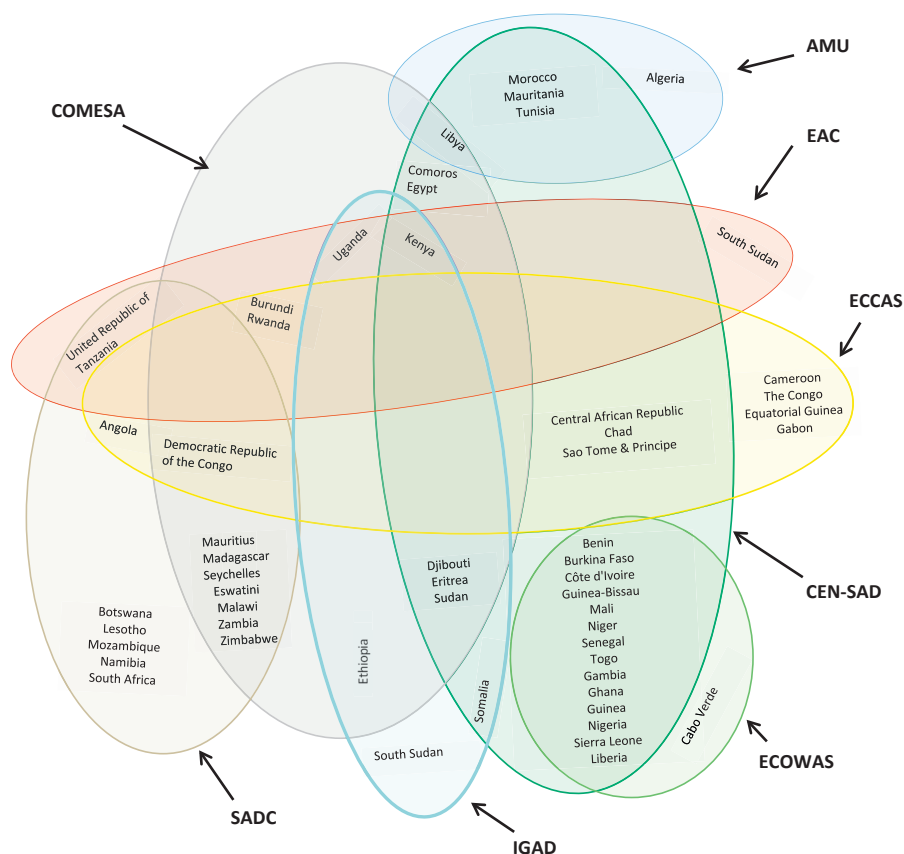 AMU
Morocco
Mauritania
Tunisia
Algeria
COMESA
Libya
EAC
Comoros
Egypt
Uganda
Kenya
South Sudan
United Republic of
Tanzania
Burundi
Rwanda
ECCAS
Cameroon
The Congo
Equatorial Guinea
Gabon
Central African Republic
Chad
Sao Tome & Principe
Angola
Democratic Republic
of the Congo
Mauritius
Madagascar
Seychelles
Eswatini
Malawi
Zambia
Zimbabwe
Djibouti
Eritrea
Sudan
Benin
Burkina Faso
Côte d'Ivoire
Guinea-Bissau
Mali
Niger
Senegal
Togo
Gambia
Ghana
Guinea
Nigeria
Sierra Leone
Liberia
CEN-SAD
Botswana
Lesotho
Mozambique
Namibia
South Africa
Ethiopia
Somalia
Cabo Verde
South Sudan
ECOWAS
SADC
IGAD